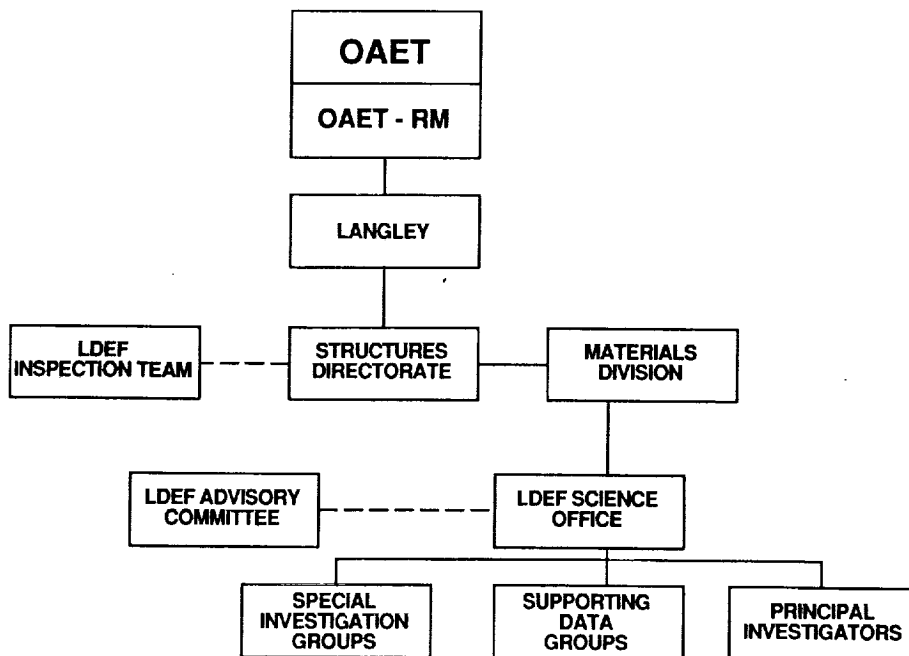 OAET
OAET - RM
LANGLEY
LDEF
INSPECTION TEAM
STRUCTURES
DIRECTORATE
MATERIALS
DIVISION
LDEF ADVISORY
COMMITTEE
LDEF SCIENCE
OFFICE
SPECIAL
INVESTIGATION
GROUPS
SUPPORTING
DATA
GROUPS
PRINCIPAL
INVESTIGATORS